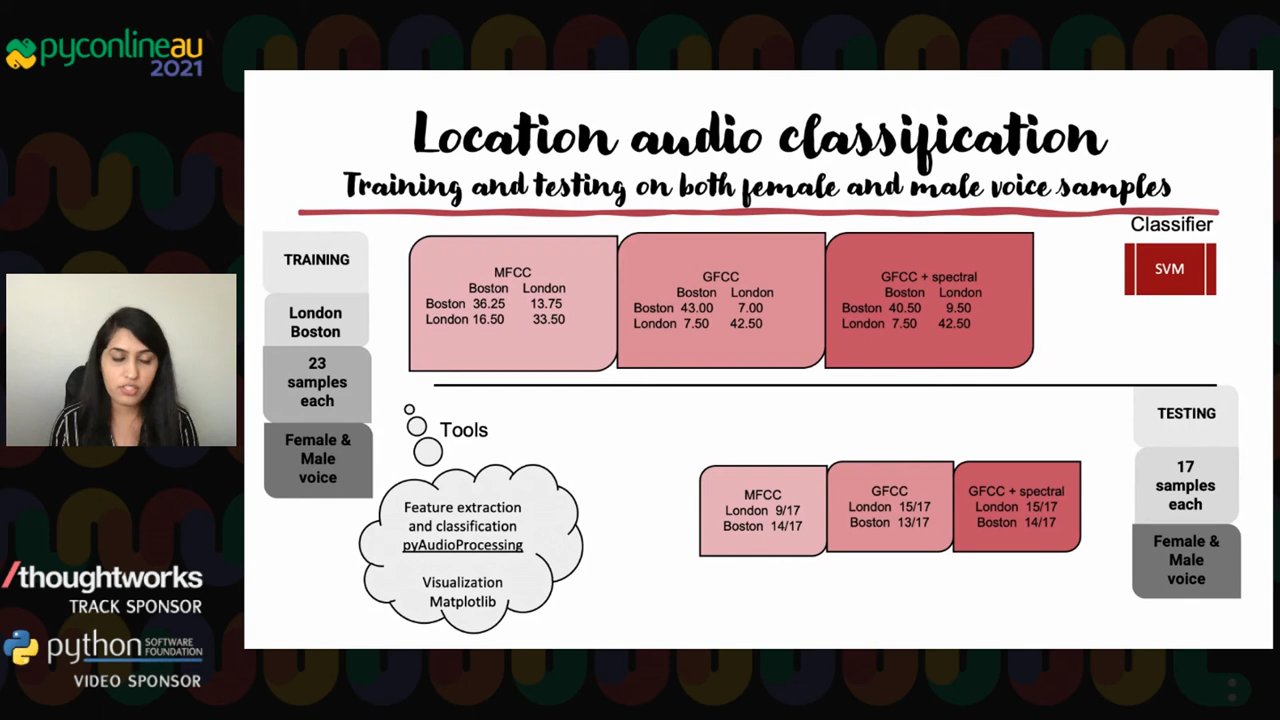 pyconlineau
2021
Location audio classification
Training and testing on both female and male voice samples
TRAINING
London
Boston
23
samples
each
Female &
Male
voice
MFCC
Boston London
Boston 36.25 13.75
London 16.50 33.50
GFCC
Boston London
Boston 43.00 7.00
London 7.50 42.50
GFCC + spectral
Boston London
Boston 40.50 9.50
London 7.50 42.50
Classifier
SVM
Tools
Feature extraction
and classification
pyAudioProcessing
Visualization
Matplotlib
MFCC
London 9/17
Boston 14/17
GFCC
London 15/17
Boston 13/17
GFCC + spectral
London 15/17
Boston 14/17
TESTING
17
samples
each
Female &
Male
voice
/thoughtworks
TRACK SPONSOR
python SOFTWARE
FOUNDATION
VIDEO SPONSOR